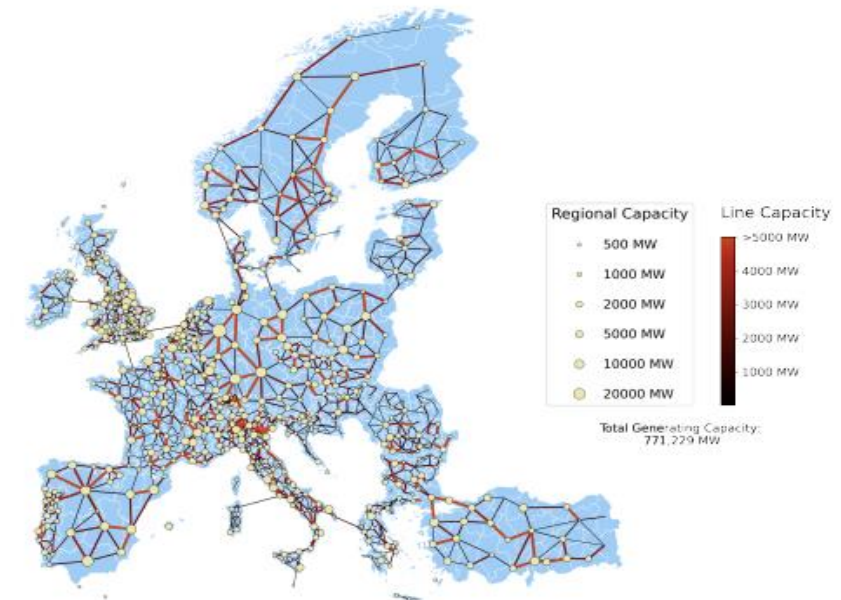 Regional Capacity
500 MW
1000 MW
2000 MW
5000 MW
10000 MW
20000 MW
Line Capacity
>5000 MW
4000 MW
3000 MW
2000 MW
1000 MW
Total Generating Capacity:
771,229 MW